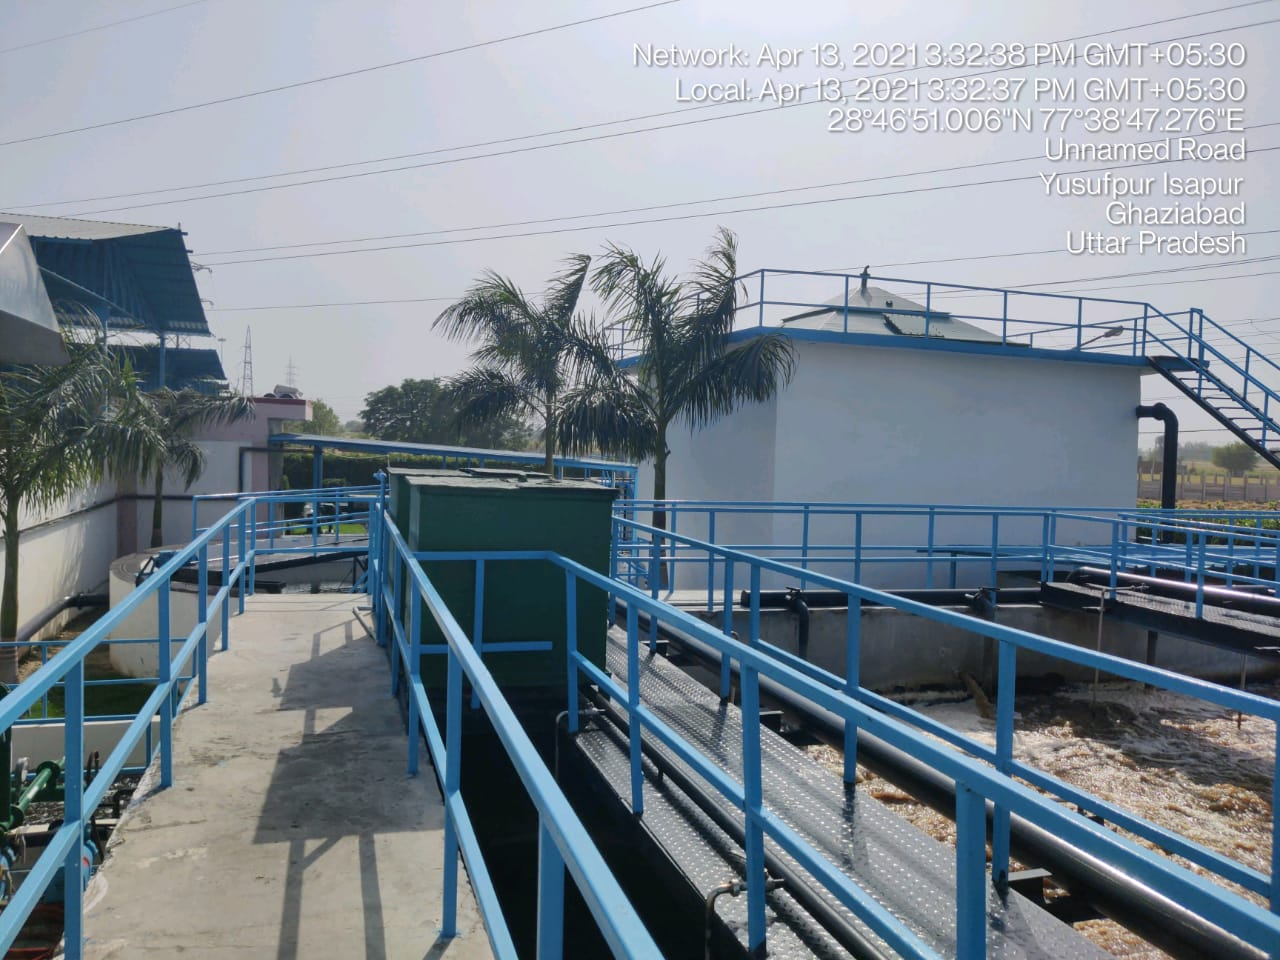 Network: Apr 13, 2021 3:32:38 PM GMT+05:30
Local: Apr 13, 2021 3:32:37 PM GMT+05:30
28°46'51.006"N 77°38'47.276"E
Unnamed Road
Yusufpur Isapur
Ghaziabad
Uttar Pradesh